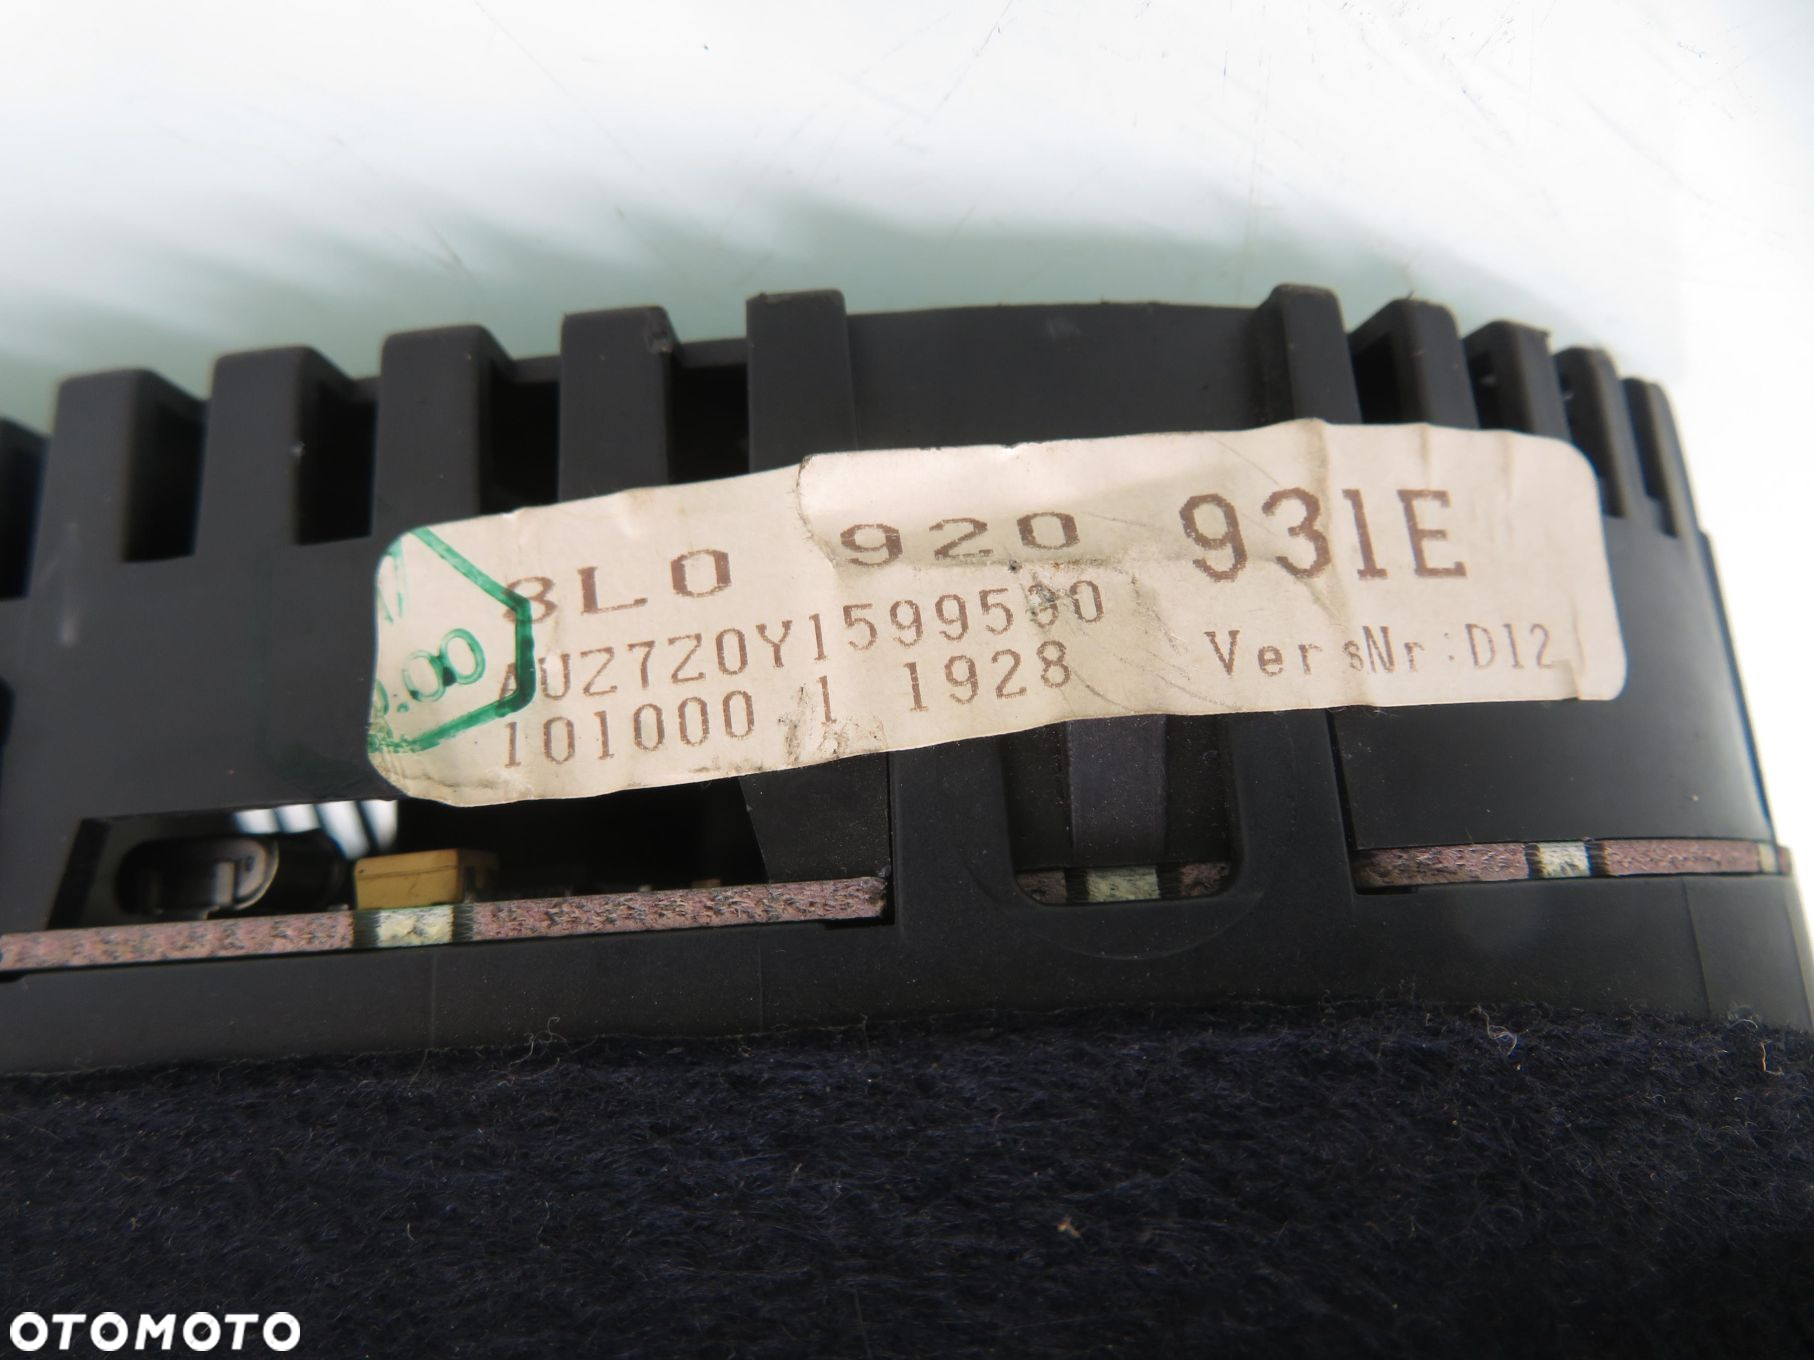 8L0 920 931E
AUZ7Z0Y1599500
101000 1 1928 VersNr:D12
OTOMOTO